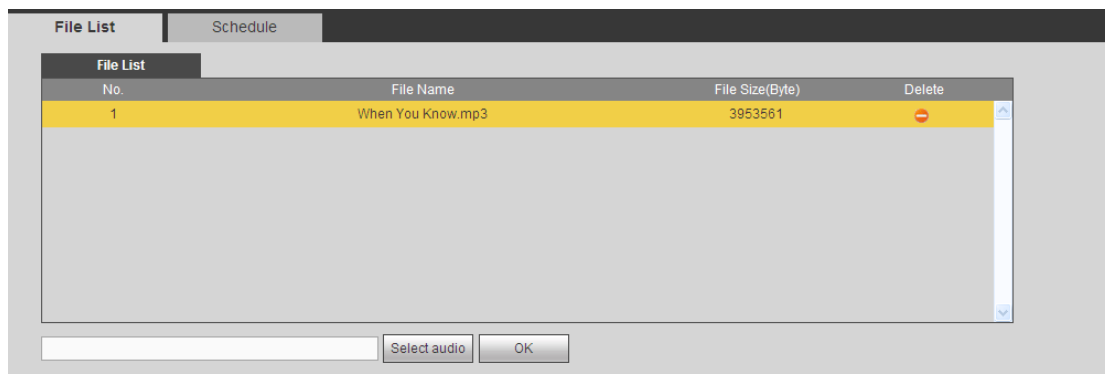 File List Schedule
File List
No. File Name File Size(Byte) Delete
1 When You Know.mp3 3953561
Select audio OK